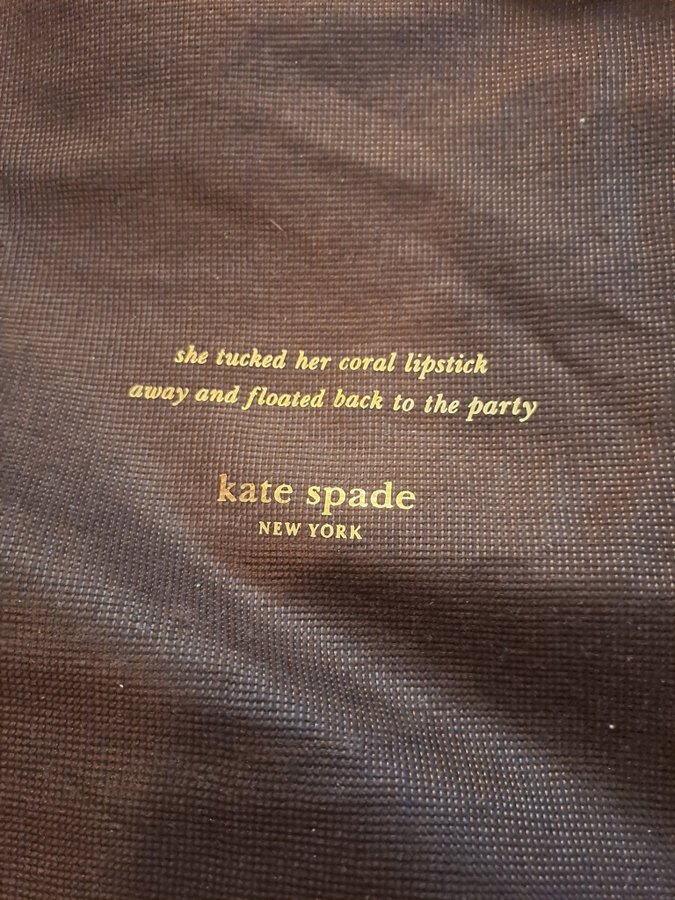 she tucked her coral lipstick
away and floated back to the party
kate spade
NEW YORK